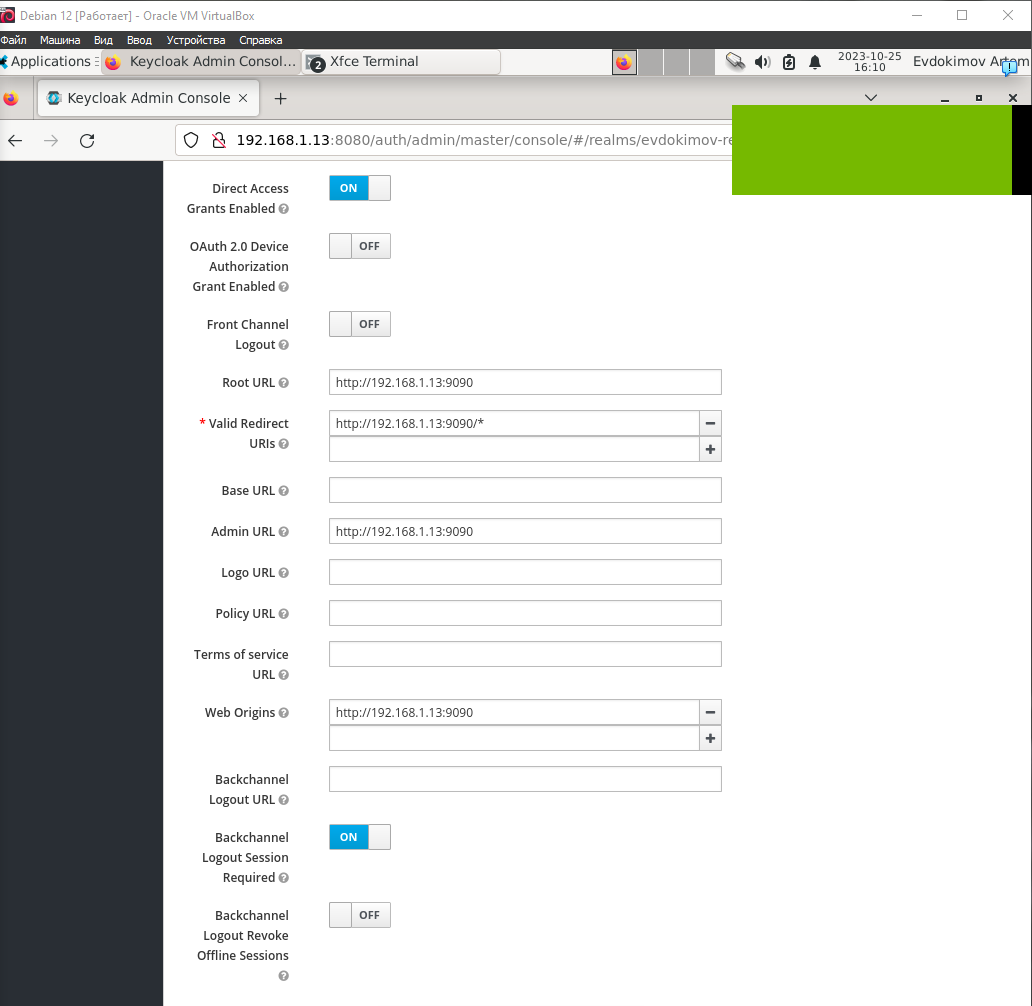 Debian 12 [Работает] - Oracle VM VirtualBox
Файл Машина Вид Ввод Устройства Справка
Applications Keycloak Admin Consol... 2 Xfce Terminal 2023-10-25 Evdokimov Artem
16:10
Keycloak Admin Console
192.168.1.13:8080/auth/admin/master/console/#/realms/evdokimov-re
Direct Access ON
Grants Enabled
OAuth 2.0 Device OFF
Authorization
Grant Enabled
Front Channel OFF
Logout
Root URL http://192.168.1.13:9090
* Valid Redirect http://192.168.1.13:9090/*
URIs
Base URL
Admin URL http://192.168.1.13:9090
Logo URL
Policy URL
Terms of service
URL
Web Origins http://192.168.1.13:9090
Backchannel
Logout URL
Backchannel ON
Logout Session
Required
Backchannel OFF
Logout Revoke
Offline Sessions